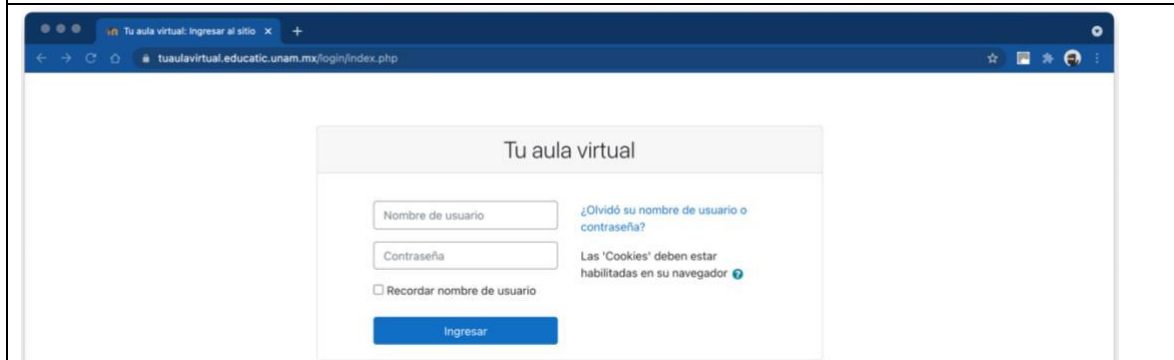 Tu aula virtual: Ingresar al sitio
tuaulavirtual.educatic.unam.mx/login/index.php
Tu aula virtual
Nombre de usuario
¿Olvidó su nombre de usuario o
contraseña?
Contraseña
Las 'Cookies' deben estar
habilitadas en su navegador
Recordar nombre de usuario
Ingresar